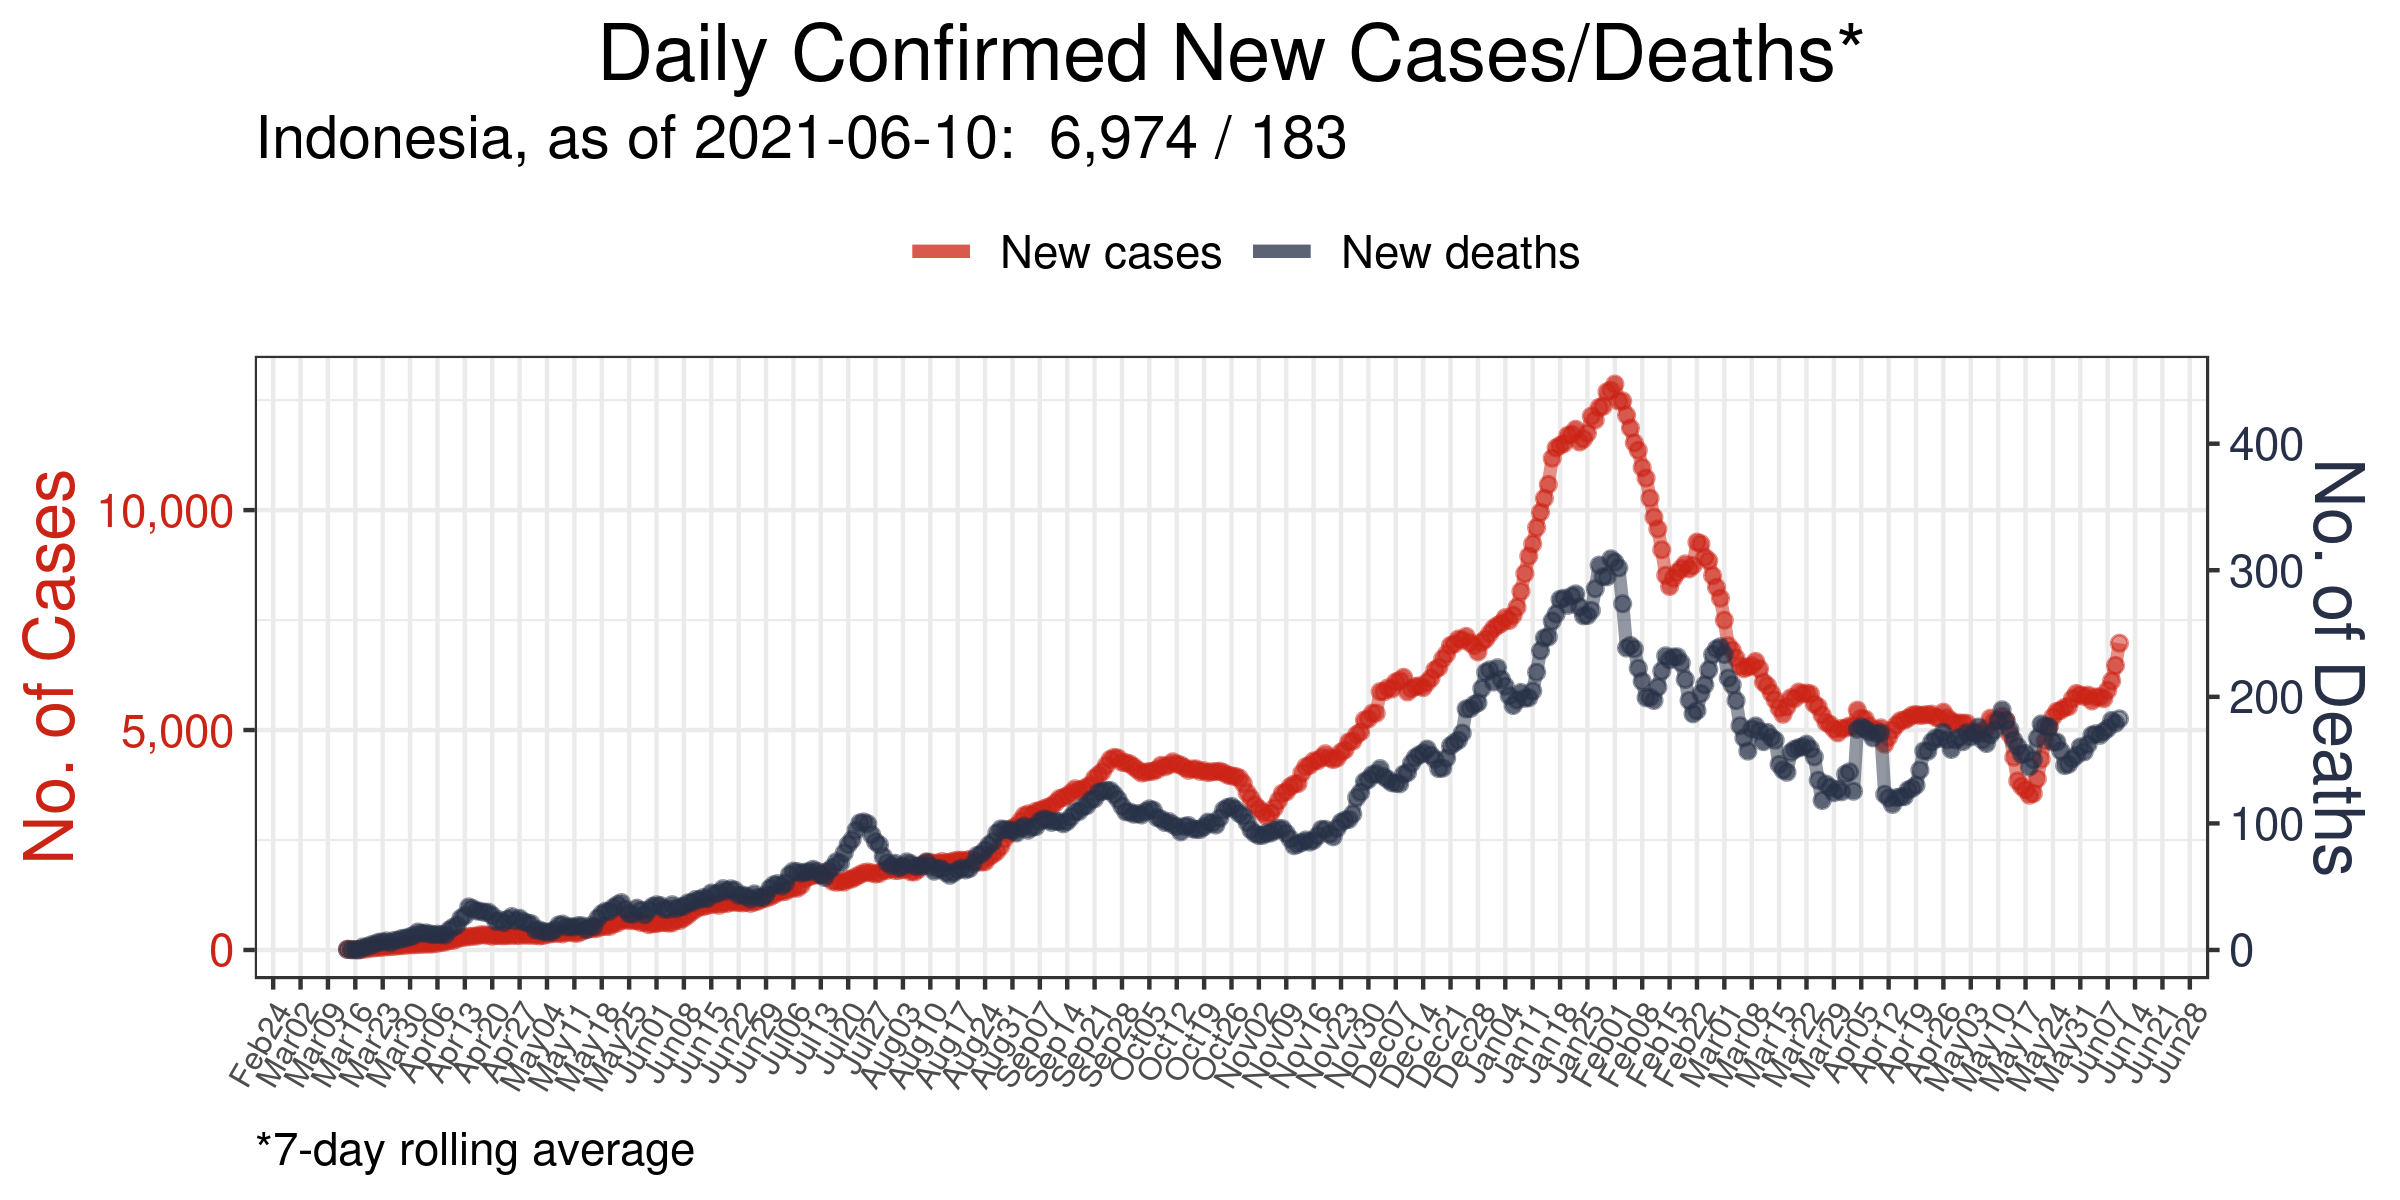 Daily Confirmed New Cases/Deaths*
Indonesia, as of 2021-06-10:  6,974 / 183
New cases
New deaths
No. of Cases
10,000
5,000
0
400
300
200
100
0
No. of Deaths
Feb24
Mar02
Mar09
Mar16
Mar23
Mar30
Apr06
Apr13
Apr20
Apr27
May04
May11
May18
May25
Jun01
Jun08
Jun15
Jun22
Jun29
Jul06
Jul13
Jul20
Jul27
Aug03
Aug10
Aug17
Aug24
Aug31
Sep07
Sep14
Sep21
Sep28
Oct05
Oct12
Oct19
Oct26
Nov02
Nov09
Nov16
Nov23
Nov30
Dec07
Dec14
Dec21
Dec28
Jan04
Jan11
Jan18
Jan25
Feb01
Feb08
Feb15
Feb22
Mar01
Mar08
Mar15
Mar22
Mar29
Apr05
Apr12
Apr19
Apr26
May03
May10
May17
May24
May31
Jun07
Jun14
Jun21
Jun28
*7-day rolling average